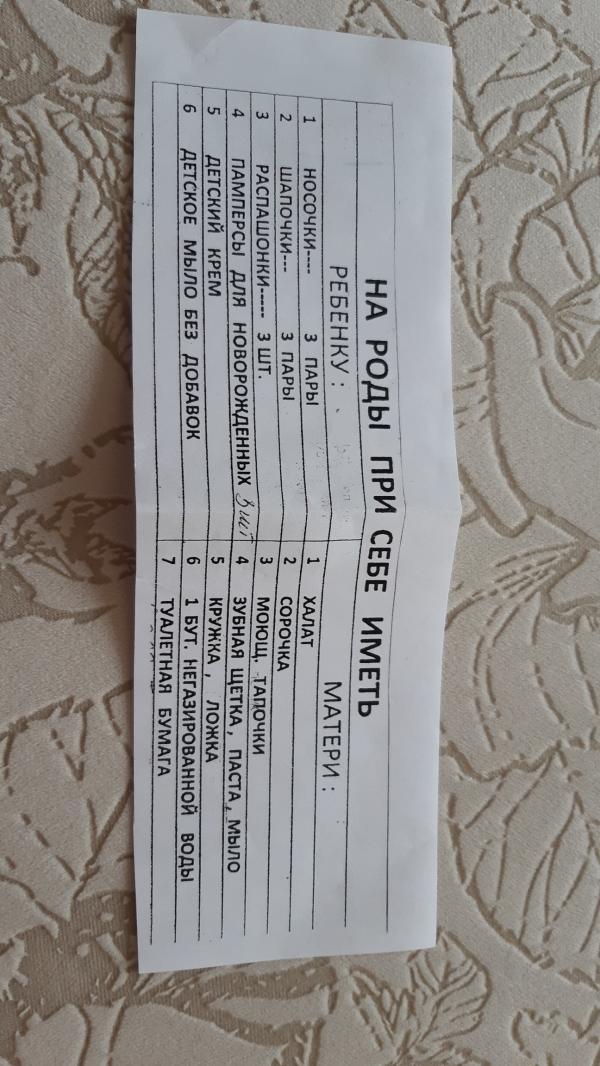 НА РОДЫ ПРИ СЕБЕ ИМЕТЬ
РЕБЕНКУ :
1 НОСОЧКИ---- 3 ПАРЫ
2 ШАПОЧКИ--- 3 ПАРЫ
3 РАСПАШОНКИ----- 3 ШТ.
4 ПАМПЕРСЫ ДЛЯ НОВОРОЖДЕННЫХ 8 шт
5 ДЕТСКИЙ КРЕМ
6 ДЕТСКОЕ МЫЛО БЕЗ ДОБАВОК
МАТЕРИ :
1 ХАЛАТ
2 СОРОЧКА
3 МОЮЩ. ТАПОЧКИ
4 ЗУБНАЯ ЩЕТКА , ПАСТА , МЫЛО
5 КРУЖКА , ЛОЖКА
6 1 БУТ. НЕГАЗИРОВАННОЙ ВОДЫ
7 ТУАЛЕТНАЯ БУМАГА